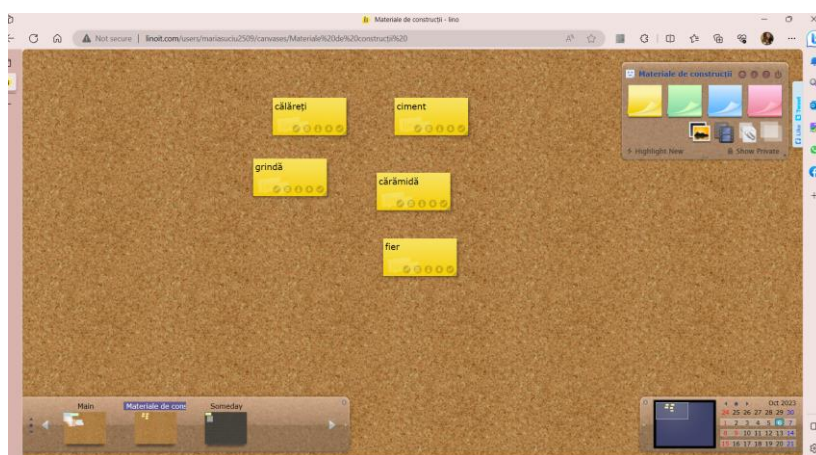 Materiale de construcții - lino
Not secure | linoit.com/users/mariasuciu2509/canvases/Materiale%20de%20construcții%20
Materiale de constructii
călăreți
ciment
Tweet
Like
Highlight New
Show Private
grindă
cărămidă
fier
Main
Materiale de cons
Someday
Oct 2023
24 25 26 27 28 29 30
1 2 3 4 5 6 7
8 9 10 11 12 13 14
15 16 17 18 19 20 21